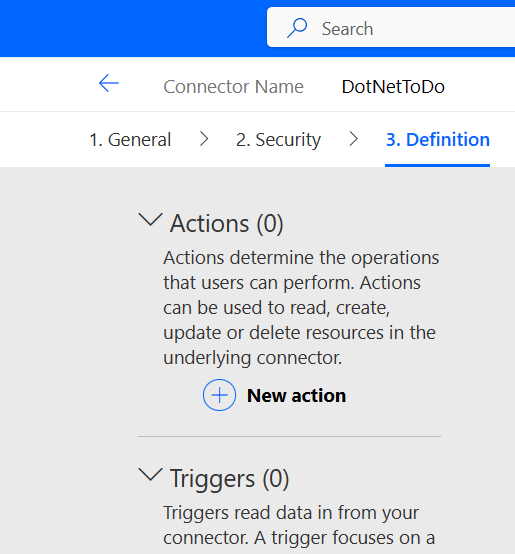 Search
Connector Name DotNetToDo
1. General 2. Security 3. Definition
Actions (0)
Actions determine the operations
that users can perform. Actions
can be used to read, create,
update or delete resources in the
underlying connector.
New action
Triggers (0)
Triggers read data in from your
connector. A trigger focuses on a